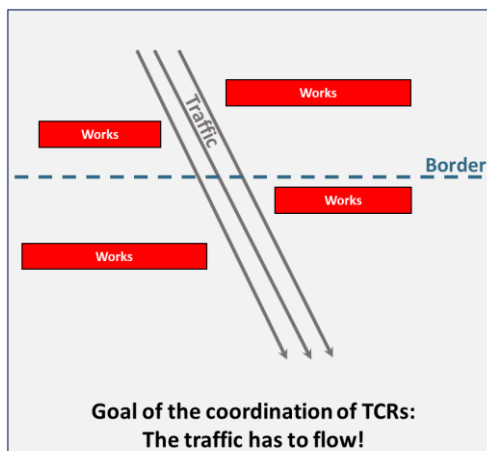 Works
Traffic
Works
Border
Works
Works
Goal of the coordination of TCRs:
The traffic has to flow!